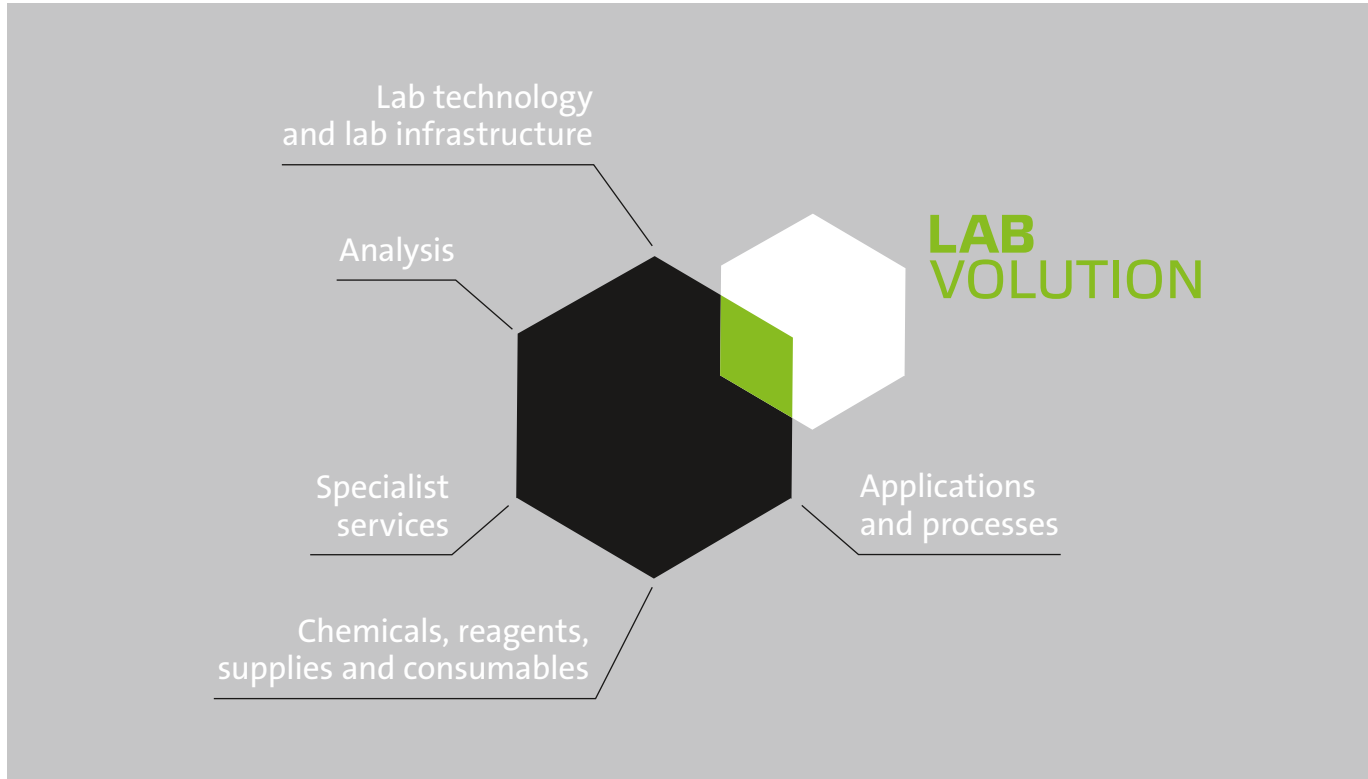 Lab technology
and lab infrastructure
LAB
VOLUTION
Analysis
Specialist
services
Applications
and processes
Chemicals, reagents,
supplies and consumables